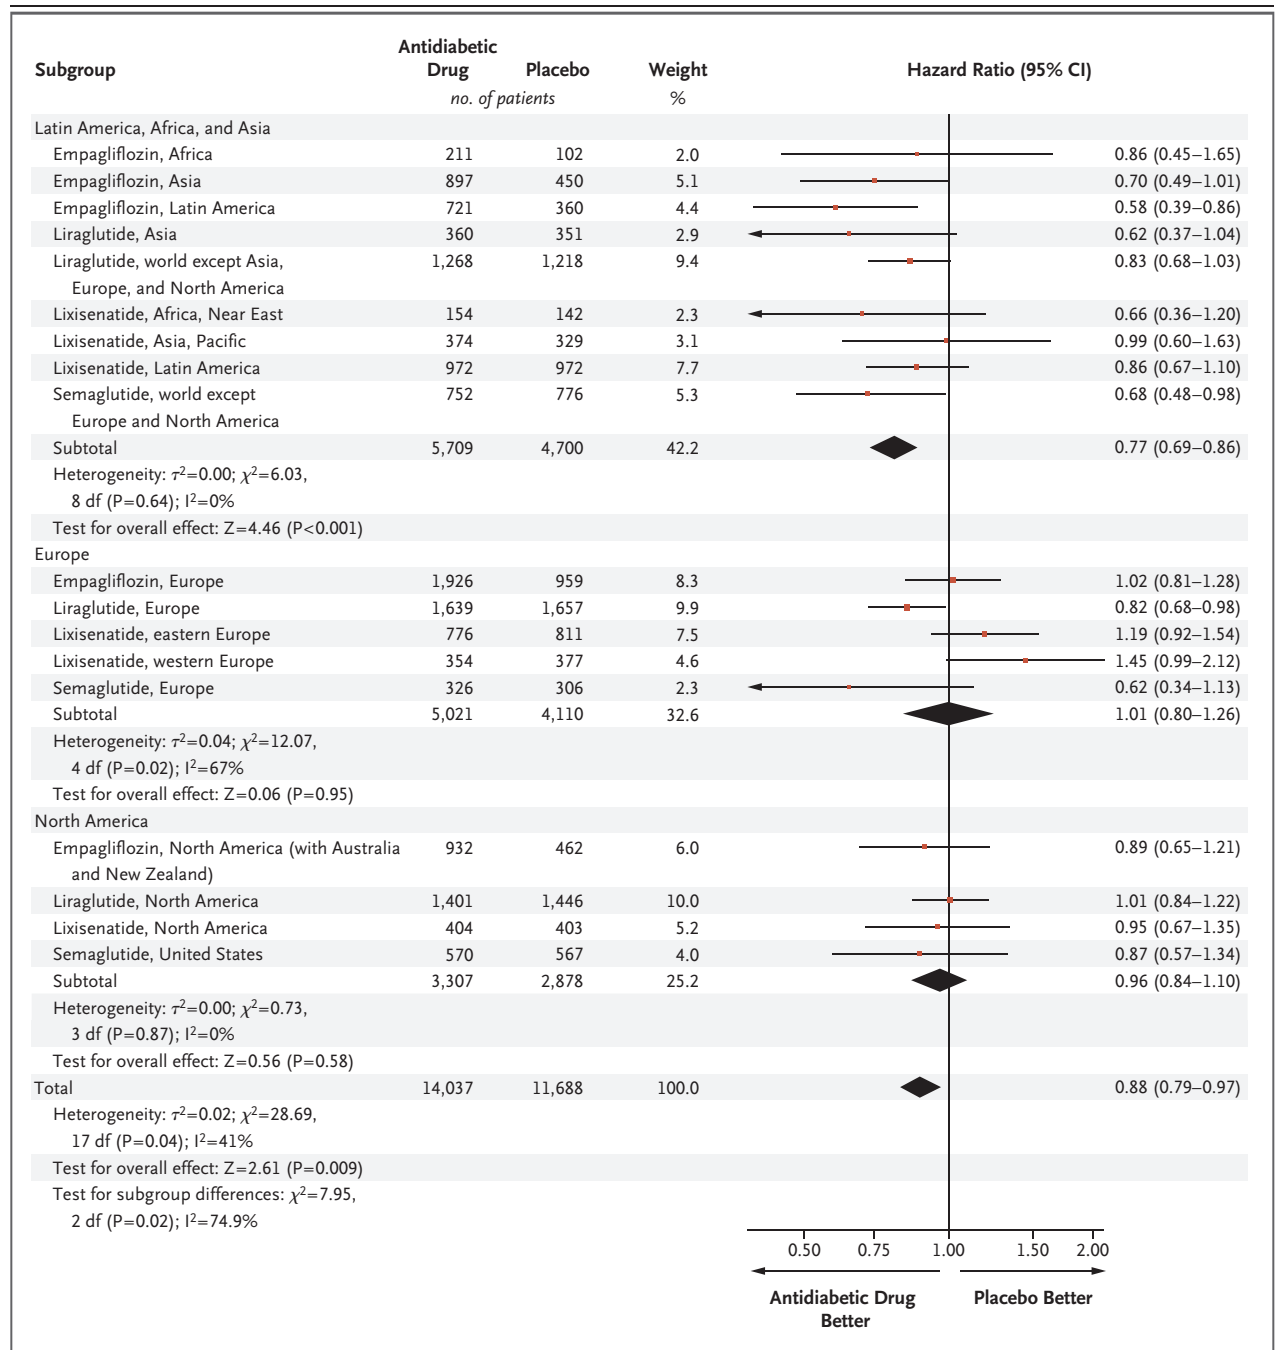 Antidiabetic
Subgroup Drug Placebo Weight Hazard Ratio (95% CI)
no. of patients %
Latin America, Africa, and Asia
Empagliflozin, Africa 211 102 2.0 0.86 (0.45–1.65)
Empagliflozin, Asia 897 450 5.1 0.70 (0.49–1.01)
Empagliflozin, Latin America 721 360 4.4 0.58 (0.39–0.86)
Liraglutide, Asia 360 351 2.9 0.62 (0.37–1.04)
Liraglutide, world except Asia, 1,268 1,218 9.4 0.83 (0.68–1.03)
Europe, and North America
Lixisenatide, Africa, Near East 154 142 2.3 0.66 (0.36–1.20)
Lixisenatide, Asia, Pacific 374 329 3.1 0.99 (0.60–1.63)
Lixisenatide, Latin America 972 972 7.7 0.86 (0.67–1.10)
Semaglutide, world except 752 776 5.3 0.68 (0.48–0.98)
Europe and North America
Subtotal 5,709 4,700 42.2 0.77 (0.69–0.86)
Heterogeneity: τ²=0.00; χ²=6.03,
8 df (P=0.64); I²=0%
Test for overall effect: Z=4.46 (P<0.001)
Europe
Empagliflozin, Europe 1,926 959 8.3 1.02 (0.81–1.28)
Liraglutide, Europe 1,639 1,657 9.9 0.82 (0.68–0.98)
Lixisenatide, eastern Europe 776 811 7.5 1.19 (0.92–1.54)
Lixisenatide, western Europe 354 377 4.6 1.45 (0.99–2.12)
Semaglutide, Europe 326 306 2.3 0.62 (0.34–1.13)
Subtotal 5,021 4,110 32.6 1.01 (0.80–1.26)
Heterogeneity: τ²=0.04; χ²=12.07,
4 df (P=0.02); I²=67%
Test for overall effect: Z=0.06 (P=0.95)
North America
Empagliflozin, North America (with Australia 932 462 6.0 0.89 (0.65–1.21)
and New Zealand)
Liraglutide, North America 1,401 1,446 10.0 1.01 (0.84–1.22)
Lixisenatide, North America 404 403 5.2 0.95 (0.67–1.35)
Semaglutide, United States 570 567 4.0 0.87 (0.57–1.34)
Subtotal 3,307 2,878 25.2 0.96 (0.84–1.10)
Heterogeneity: τ²=0.00; χ²=0.73,
3 df (P=0.87); I²=0%
Test for overall effect: Z=0.56 (P=0.58)
Total 14,037 11,688 100.0 0.88 (0.79–0.97)
Heterogeneity: τ²=0.02; χ²=28.69,
17 df (P=0.04); I²=41%
Test for overall effect: Z=2.61 (P=0.009)
Test for subgroup differences: χ²=7.95,
2 df (P=0.02); I²=74.9%
0.50 0.75 1.00 1.50 2.00
Antidiabetic Drug Placebo Better
Better